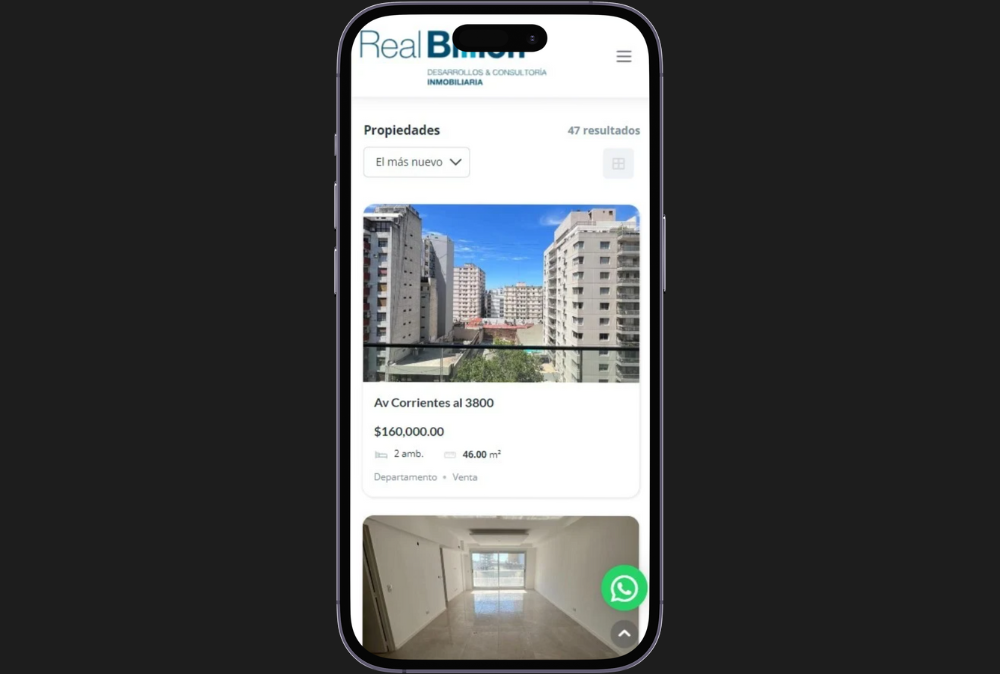 Real
DESARROLLOS & CONSULTORÍA
INMOBILIARIA
Propiedades
47 resultados
El más nuevo
Av Corrientes al 3800
$160,000.00
2 amb.
46.00 m²
Departamento • Venta